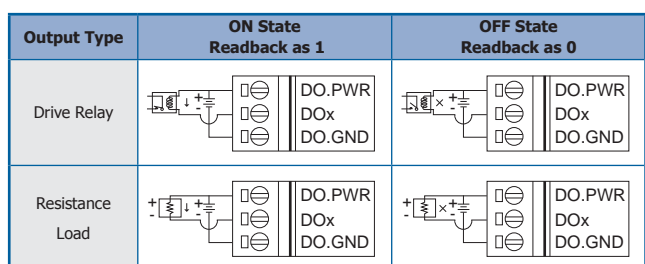 Output Type
ON State
Readback as 1
OFF State
Readback as 0
Drive Relay
+
-
DO.PWR
DOx
DO.GND
×
+
-
DO.PWR
DOx
DO.GND
Resistance
Load
+
-
+
-
DO.PWR
DOx
DO.GND
+
-
×
+
-
DO.PWR
DOx
DO.GND